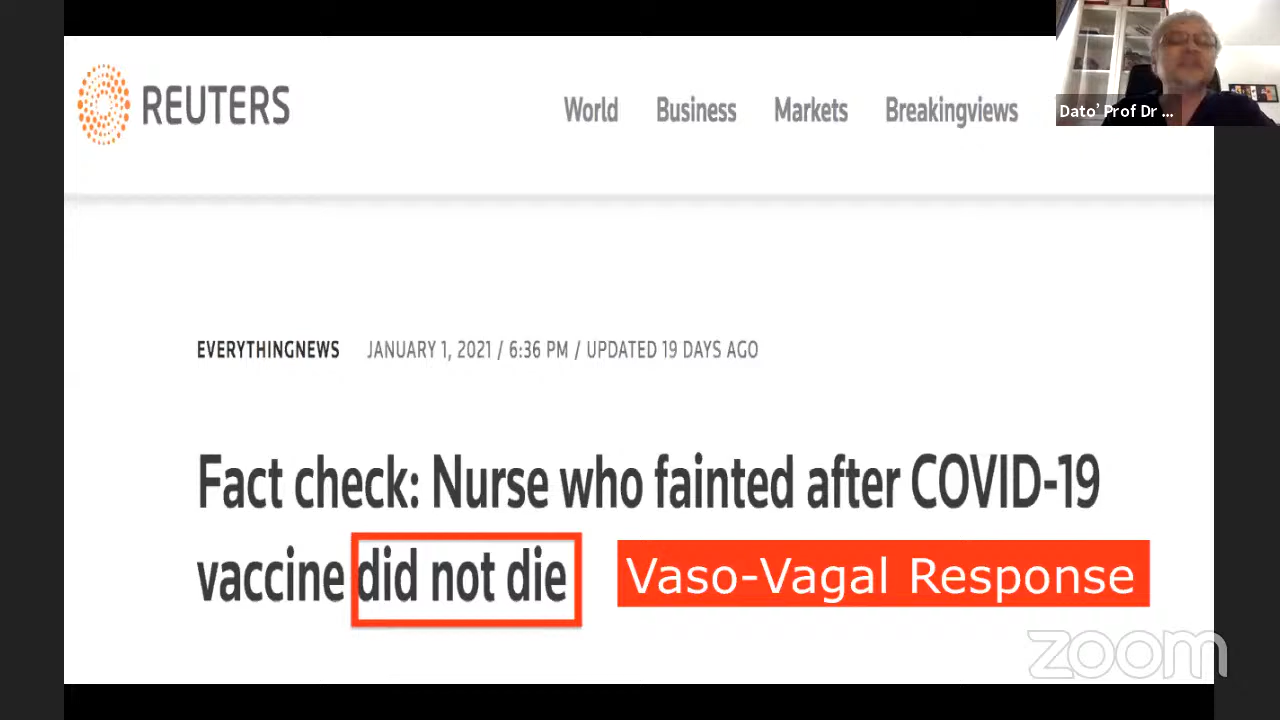 REUTERS
World Business Markets Breakingviews
Dato' Prof Dr ...
EVERYTHINGNEWS JANUARY 1, 2021 / 6:36 PM / UPDATED 19 DAYS AGO
Fact check: Nurse who fainted after COVID-19
vaccine did not die
Vaso-Vagal Response
zoom